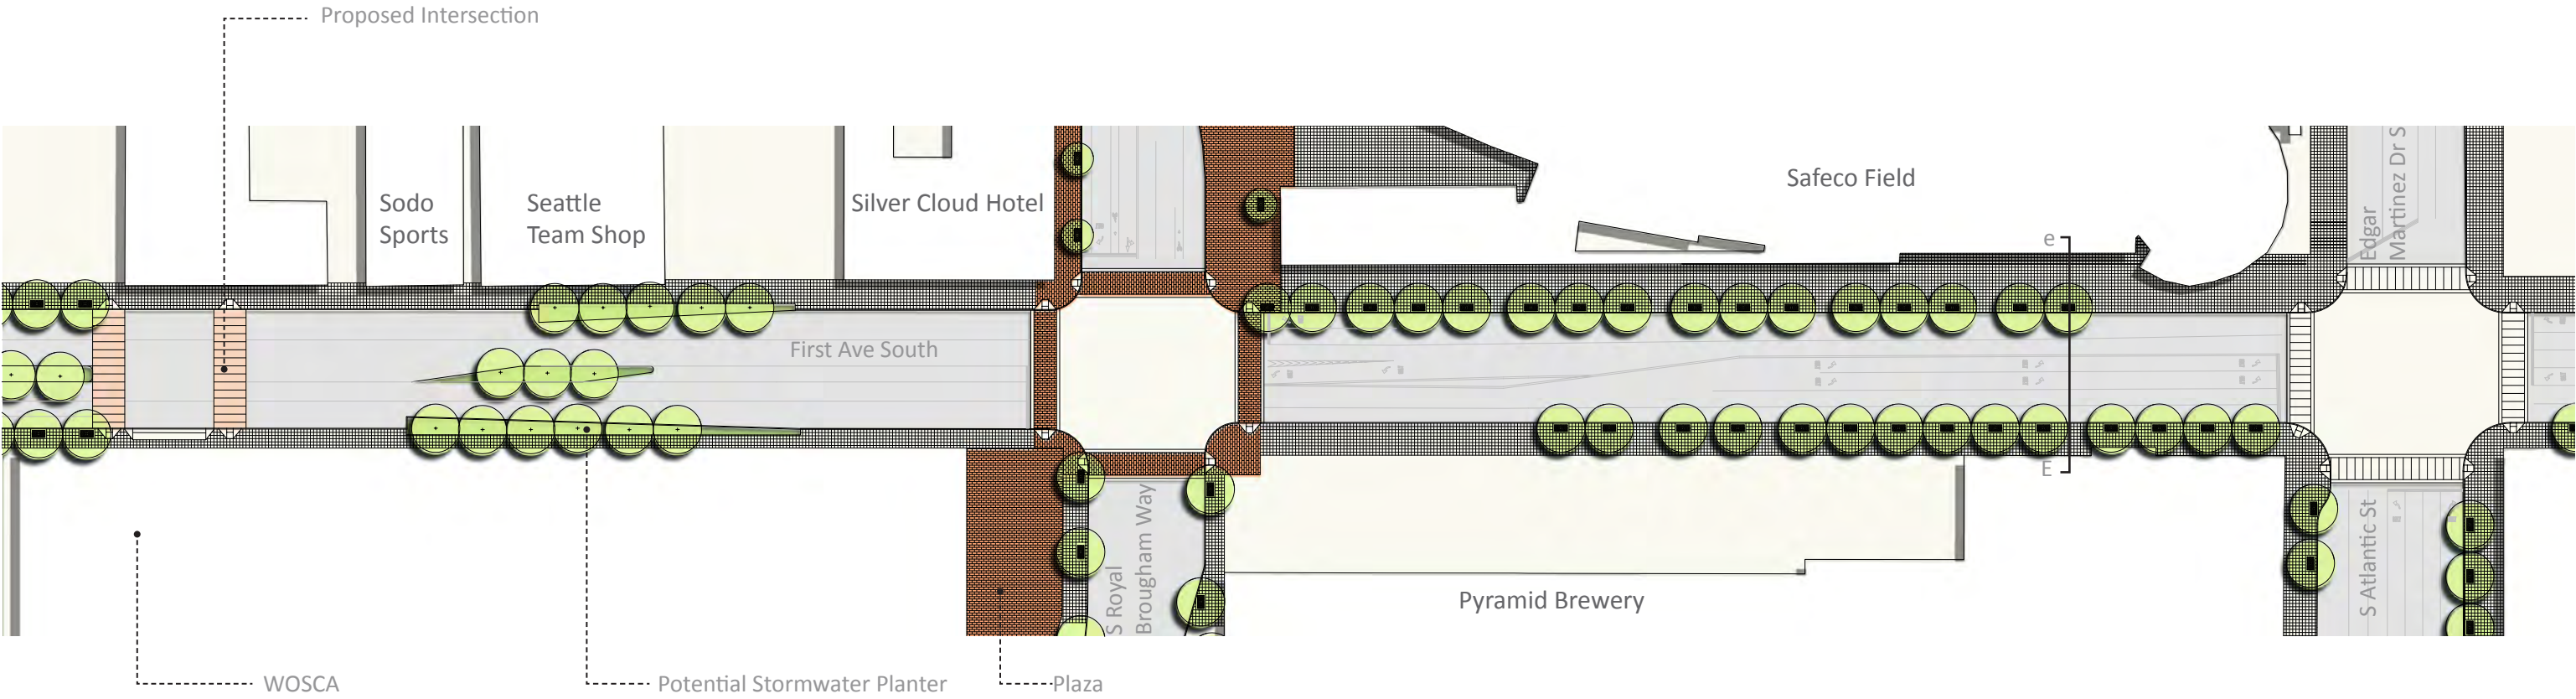 Proposed Intersection
Sodo
Sports
Seattle
Team Shop
Silver Cloud Hotel
Safeco Field
Edgar
Martinez Dr S
e
First Ave South
E
S Royal
Brougham Way
Pyramid Brewery
S Atlantic St
WOSCA
Potential Stormwater Planter
Plaza